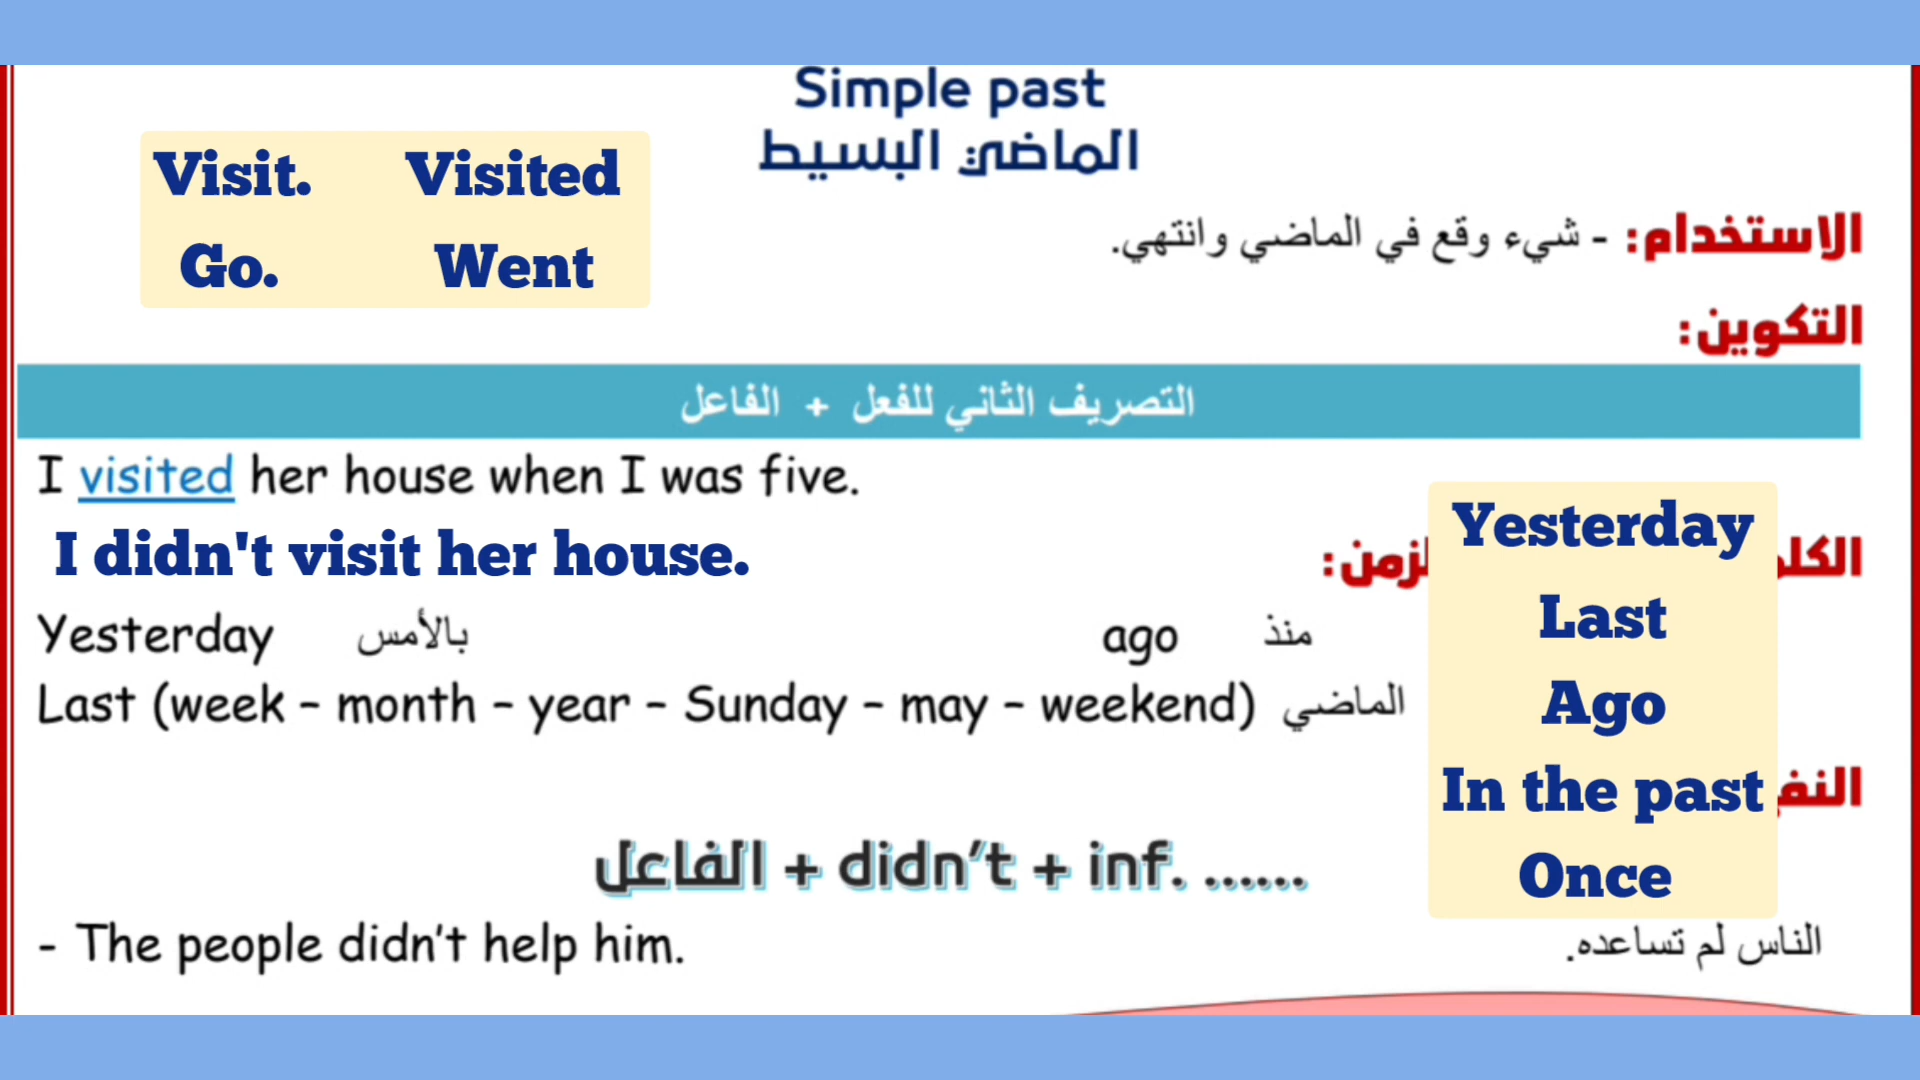 Simple past
الماضي البسيط
Visit. Visited
Go. Went
الإستخدام: - شيء وقع في الماضي وانتهي.
التكوين:
التصريف الثاني للفعل + الفاعل
I visited her house when I was five.
I didn't visit her house.
Yesterday بالأمس ago منذ
Last (week – month – year – Sunday – may – weekend) الماضي
Yesterday
Last
Ago
In the past
Once
الفاعل + didn't + inf. ......
- The people didn't help him. الناس لم تساعده.